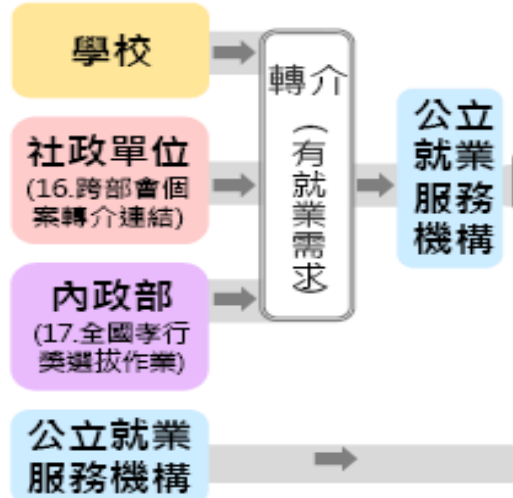 學校
社政單位
(16.跨部會個
案轉介連結)
內政部
(17.全國孝行
獎選拔作業)
公立就業
服務機構
轉介
(有就業需求)
公立
就業
服務
機構